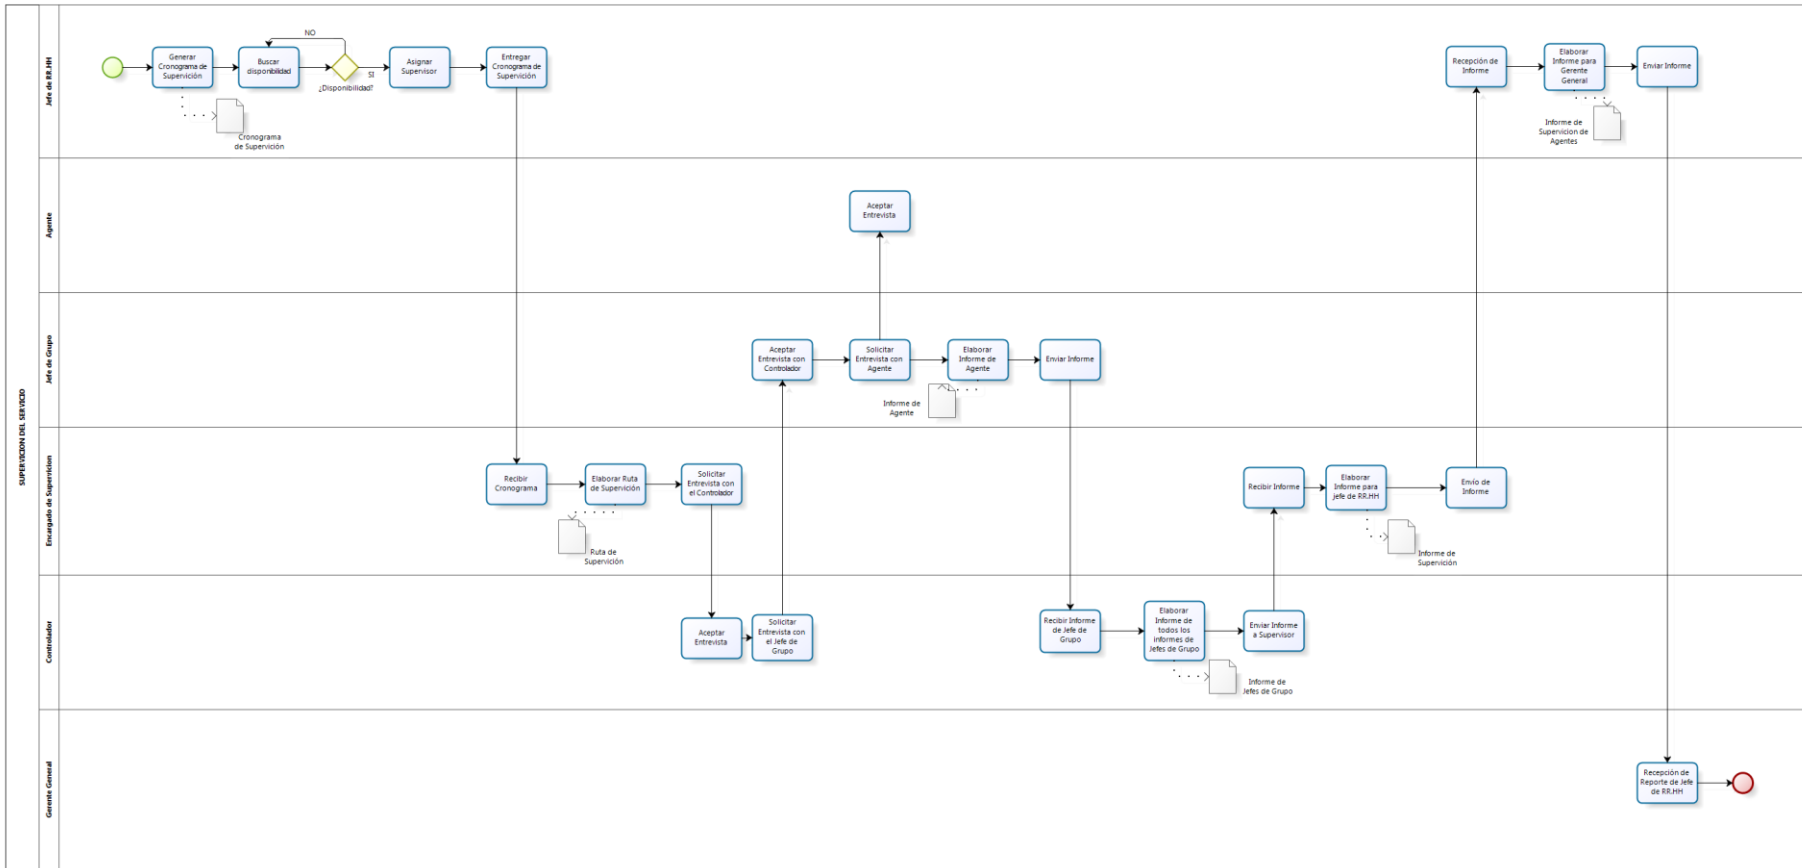 SUPERVICION DEL SERVICIO
Jefe de RR.HH
Generar
Cronograma de
Supervición
Cronograma
de Supervición
Buscar
disponibilidad
NO
SI
¿Disponibilidad?
Asignar
Supervisor
Entregar
Cronograma de
Supervición
Recepción de
Informe
Elaborar
Informe para
Gerente
General
Informe de
Supervicion de
Agentes
Enviar Informe
Agente
Aceptar
Entrevista
Jefe de Grupo
Aceptar
Entrevista con
Controlador
Solicitar
Entrevista con
Agente
Elaborar
Informe de
Agente
Informe de
Agente
Enviar Informe
Encargado de Supervicion
Recibir
Cronograma
Elaborar Ruta
de Supervición
Ruta de
Supervición
Solicitar
Entrevista con
el Controlador
Recibir Informe
Elaborar
Informe para
jefe de RR.HH
Informe de
Supervición
Envío de
Informe
Controlador
Aceptar
Entrevista
Solicitar
Entrevista con
el Jefe de
Grupo
Recibir Informe
de Jefe de
Grupo
Elaborar
Informe de
todos los
informes de
Jefes de Grupo
Informe de
Jefes de Grupo
Enviar Informe
a Supervisor
Gerente General
Recepción de
Reporte de Jefe
de RR.HH